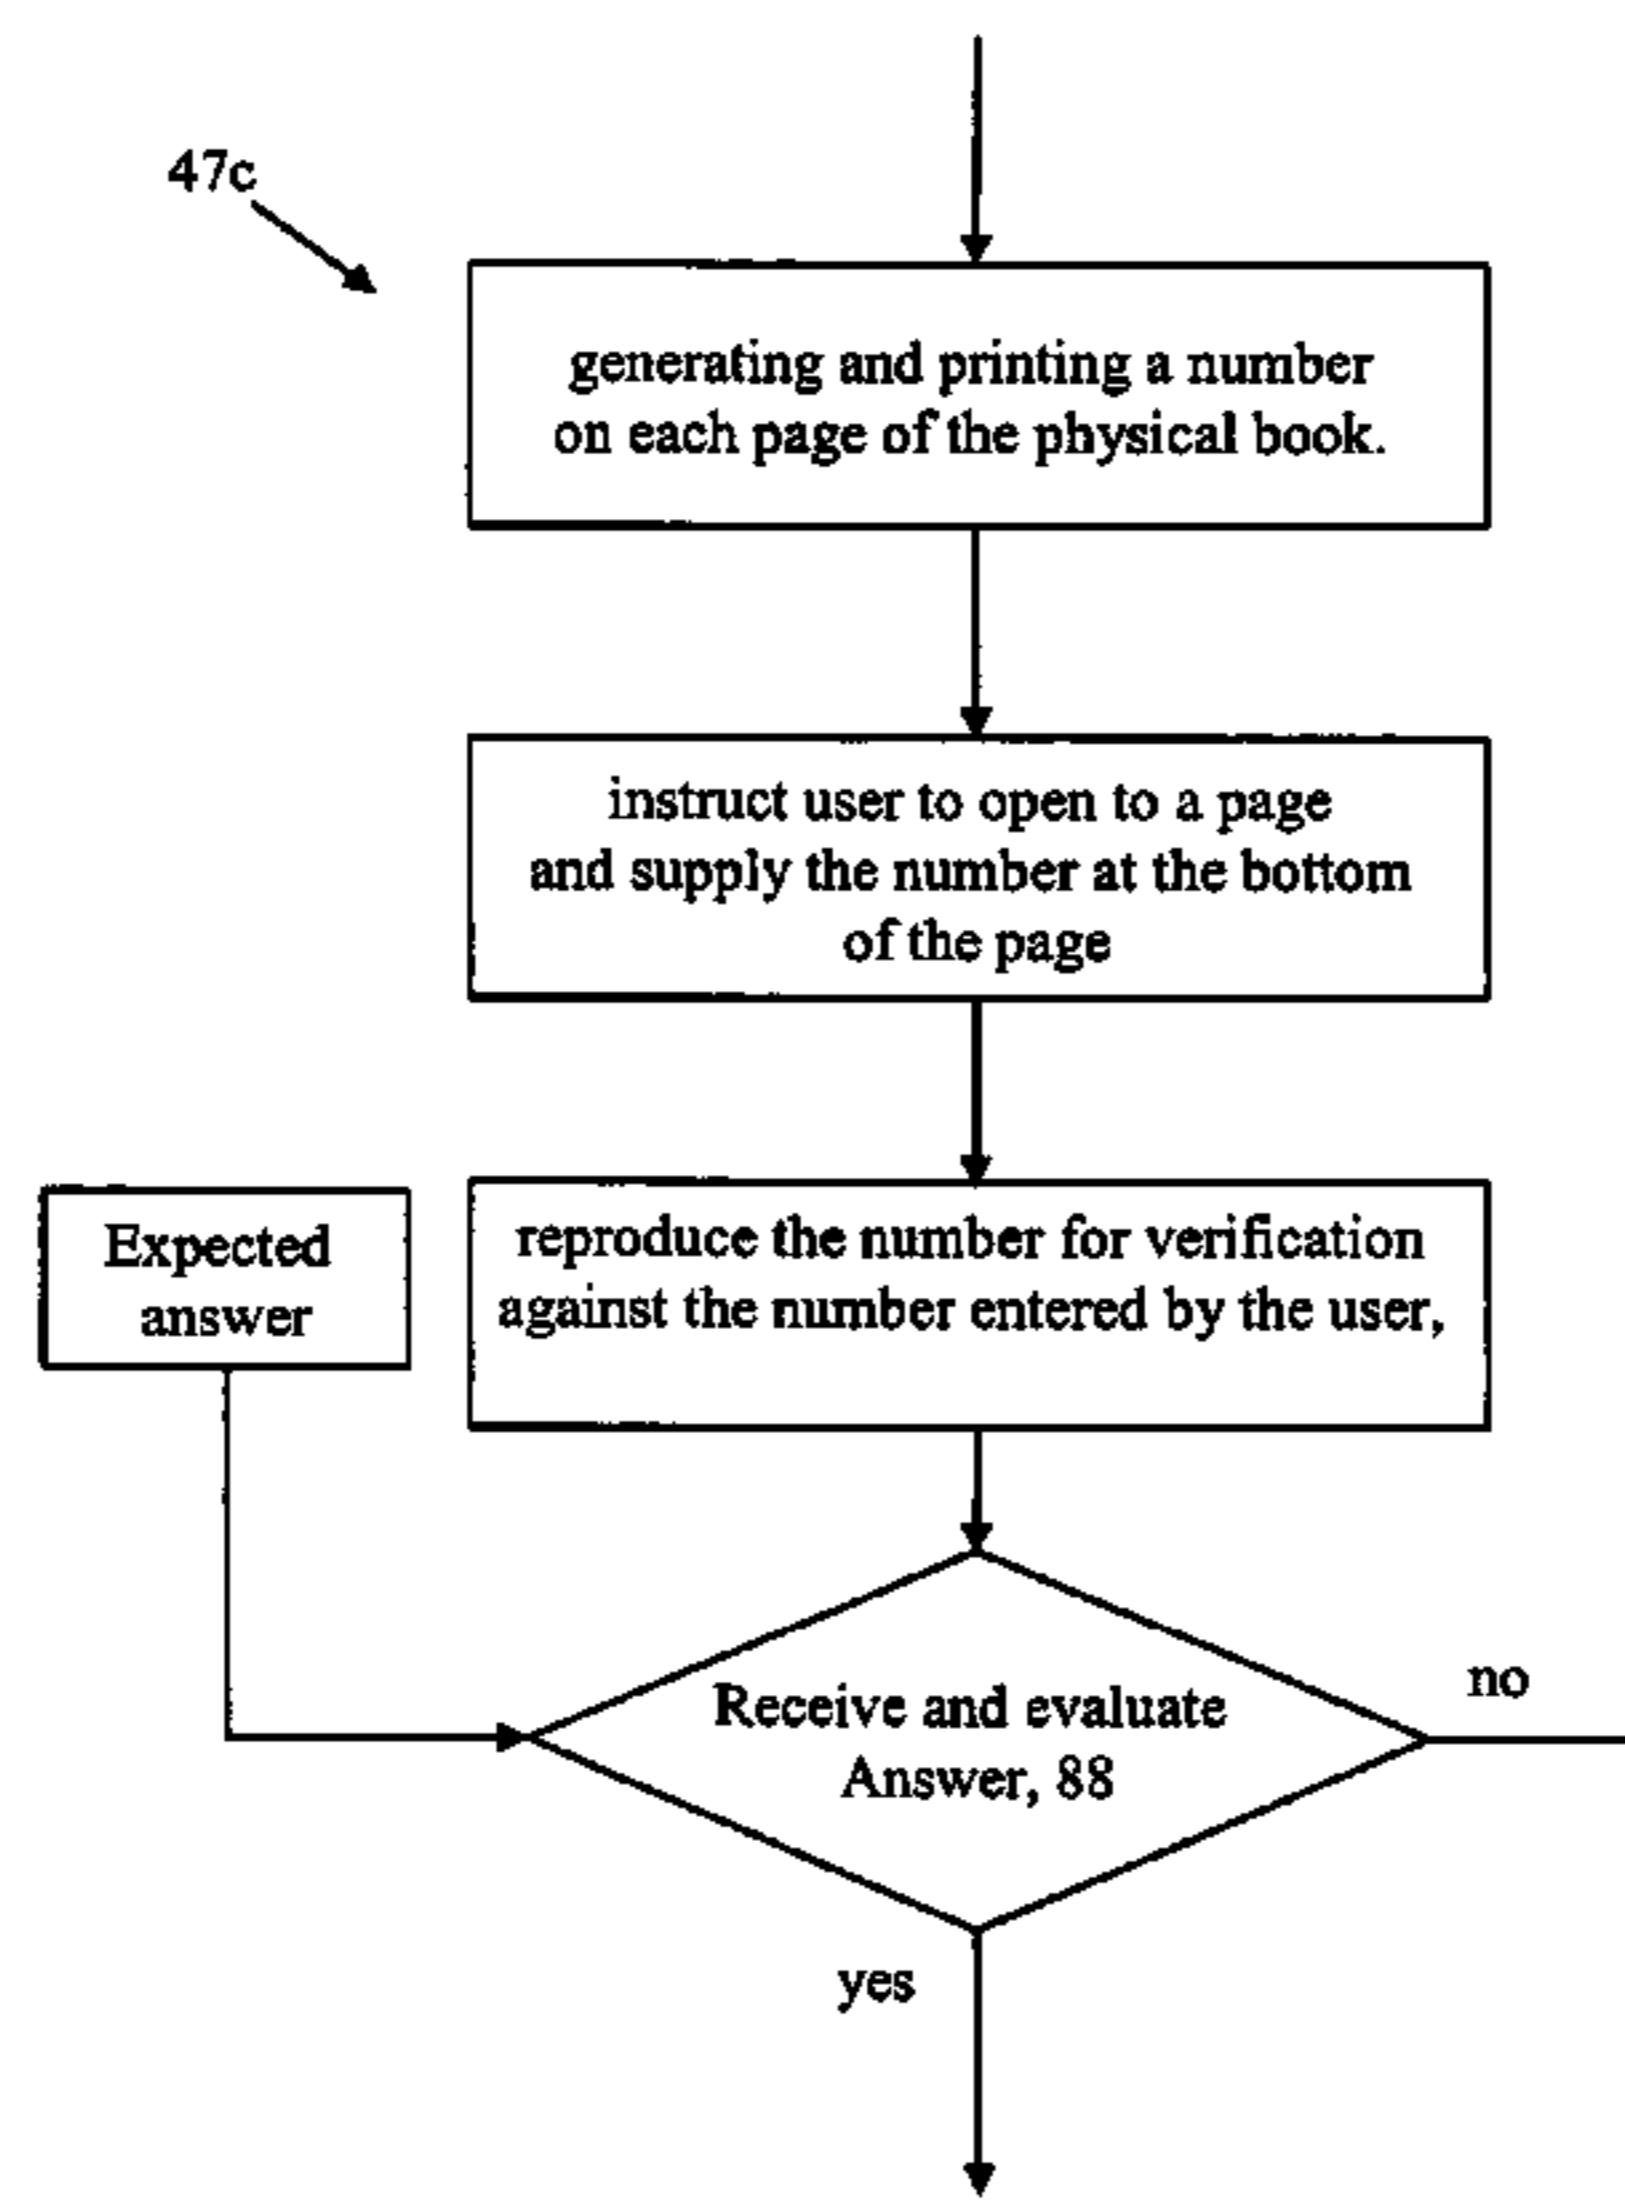 47c
generating and printing a number
on each page of the physical book.
instruct user to open to a page
and supply the number at the bottom
of the page
Expected
answer
reproduce the number for verification
against the number entered by the user,
Receive and evaluate
Answer, 88
no
yes